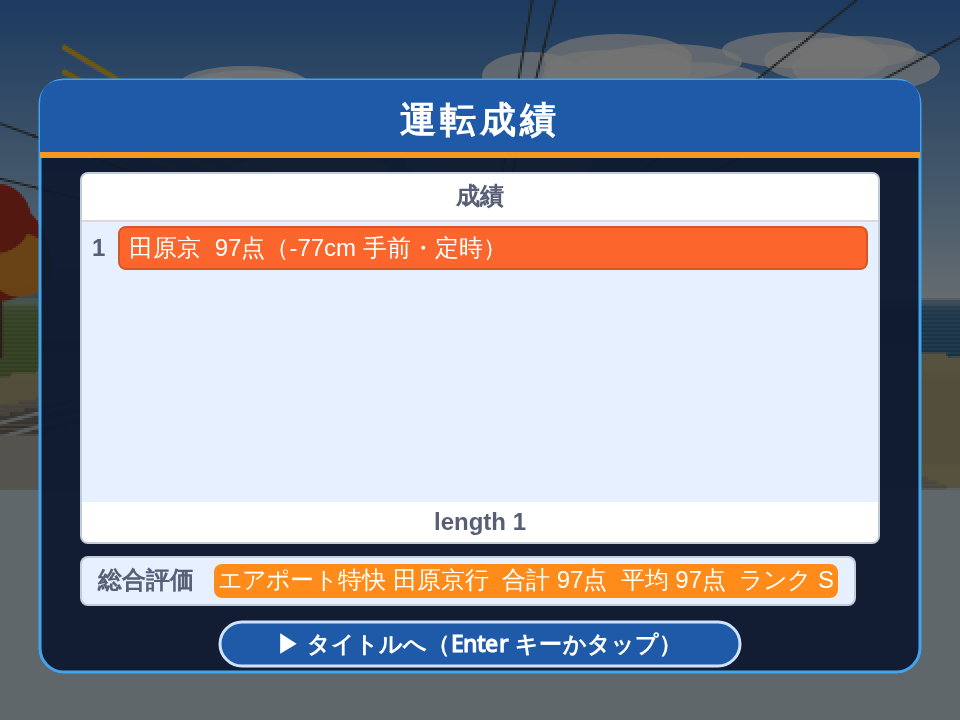 運転成績
成績
1 田原京 97点（-77cm 手前・定時）
length 1
総合評価 エアポート特快 田原京行 合計 97点 平均 97点 ランク S
▶ タイトルへ（Enter キーかタップ）